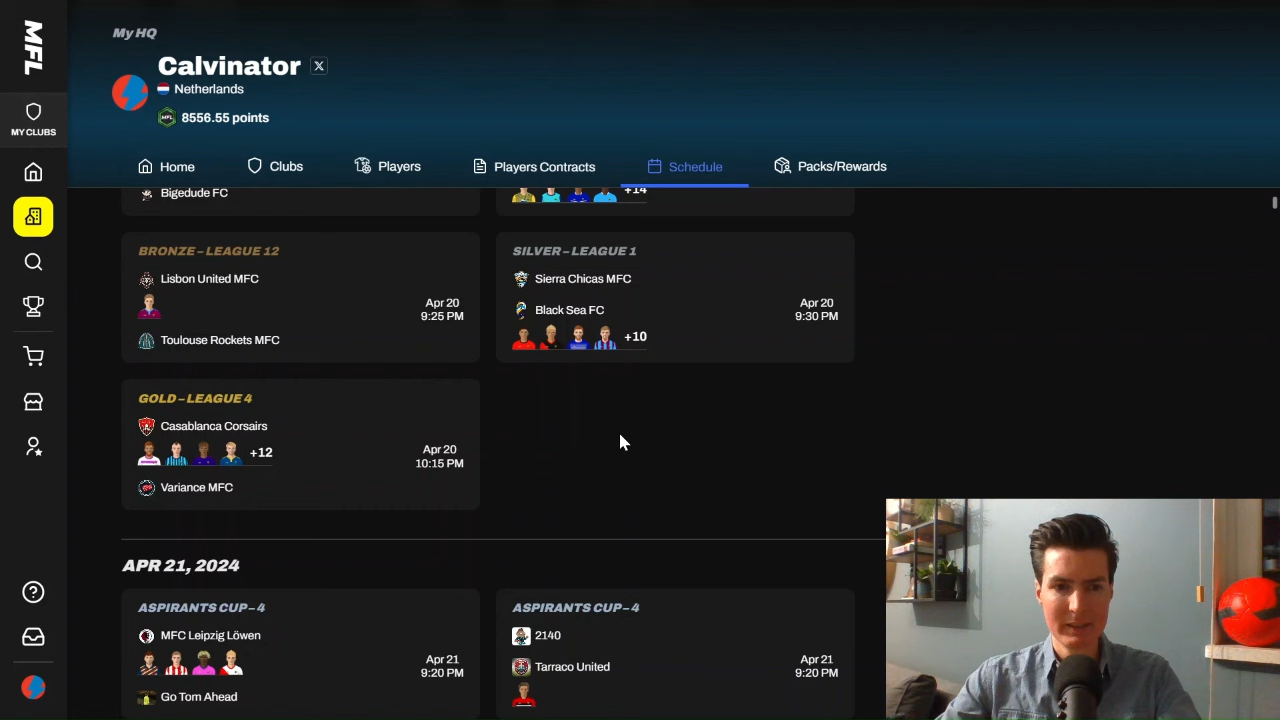 MFL
MY CLUBS
My HQ
Calvinator
Netherlands
MFL
8556.55 points
Home
Clubs
Players
Players Contracts
Schedule
Packs/Rewards
Bigedude FC
+14
BRONZE – LEAGUE 12
Lisbon United MFC
Apr 20
9:25 PM
Toulouse Rockets MFC
SILVER – LEAGUE 1
Sierra Chicas MFC
Black Sea FC
Apr 20
9:30 PM
+10
GOLD – LEAGUE 4
Casablanca Corsairs
+12
Apr 20
10:15 PM
Variance MFC
APR 21, 2024
ASPIRANTS CUP – 4
MFC Leipzig Löwen
Apr 21
9:20 PM
Go Tom Ahead
ASPIRANTS CUP – 4
2140
Tarraco United
Apr 21
9:20 PM